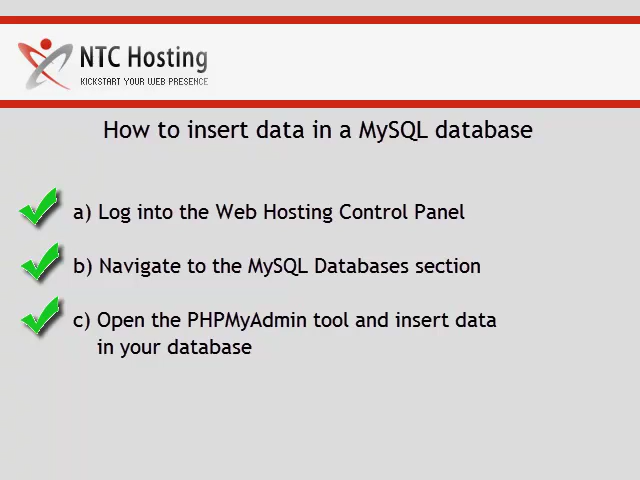 NTC Hosting
KICKSTART YOUR WEB PRESENCE
How to insert data in a MySQL database
a) Log into the Web Hosting Control Panel
b) Navigate to the MySQL Databases section
c) Open the PHPMyAdmin tool and insert data
in your database